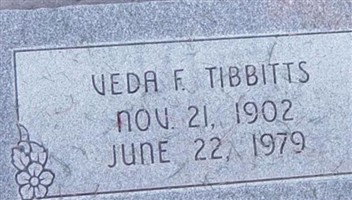 VEDA F. TIBBITTS
NOV. 21, 1902
JUNE 22, 1979